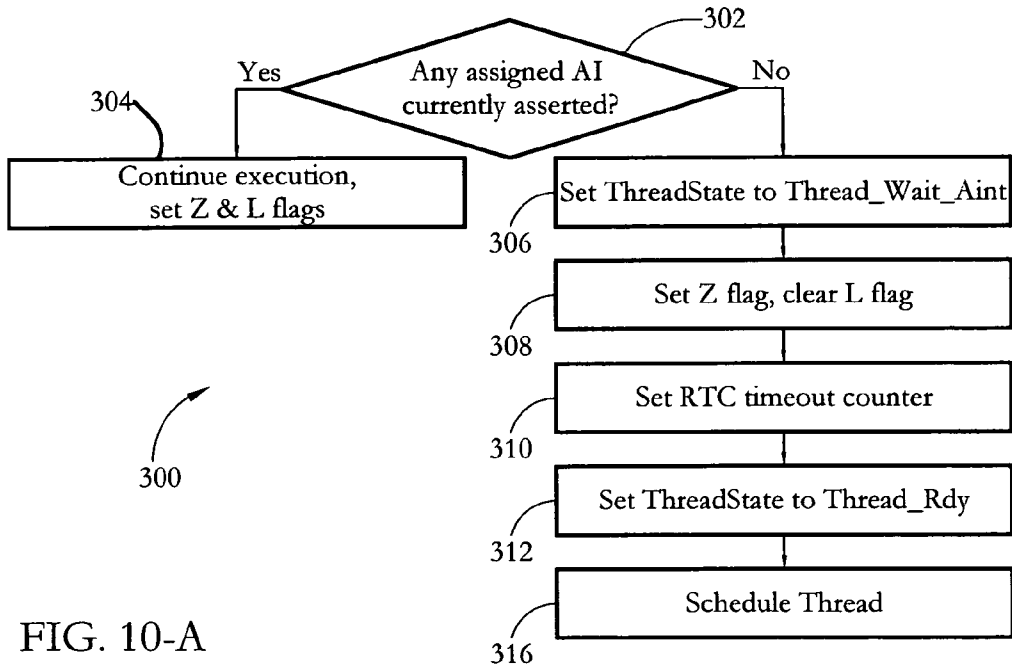 302
Any assigned AI
currently asserted?
Yes
No
304
Continue execution,
set Z & L flags
Set ThreadState to Thread_Wait_Aint
306
Set Z flag, clear L flag
308
Set RTC timeout counter
310
300
Set ThreadState to Thread_Rdy
312
Schedule Thread
316
FIG. 10-A